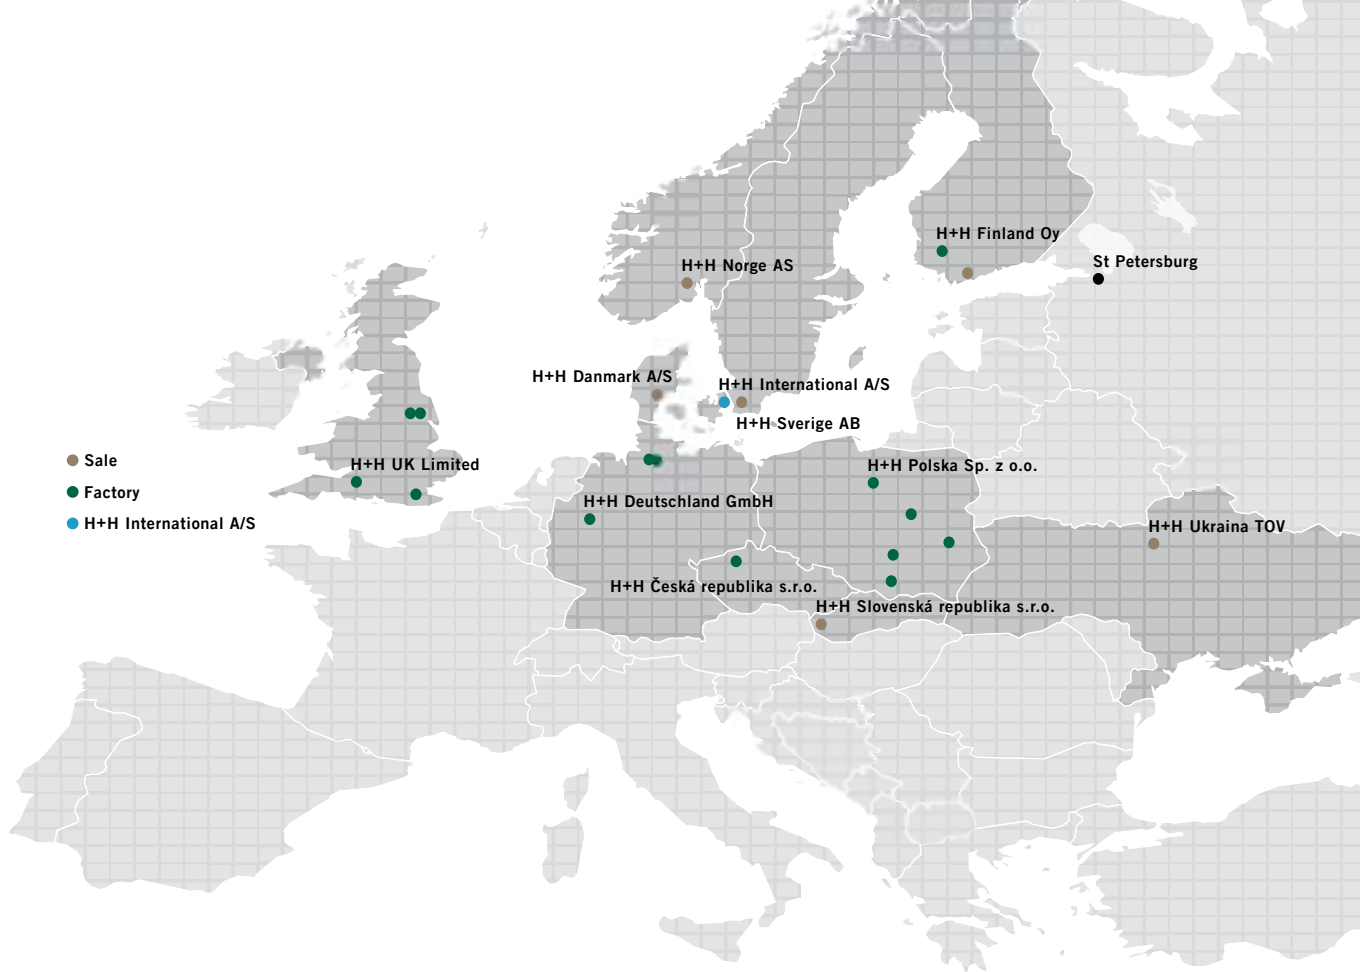 H+H Finland Oy
St Petersburg
H+H Norge AS
H+H Danmark A/S
H+H International A/S
H+H Sverige AB
Sale
Factory
H+H International A/S
H+H UK Limited
H+H Polska Sp. z o.o.
H+H Deutschland GmbH
H+H Ukraina TOV
H+H Česká republika s.r.o.
H+H Slovenská republika s.r.o.